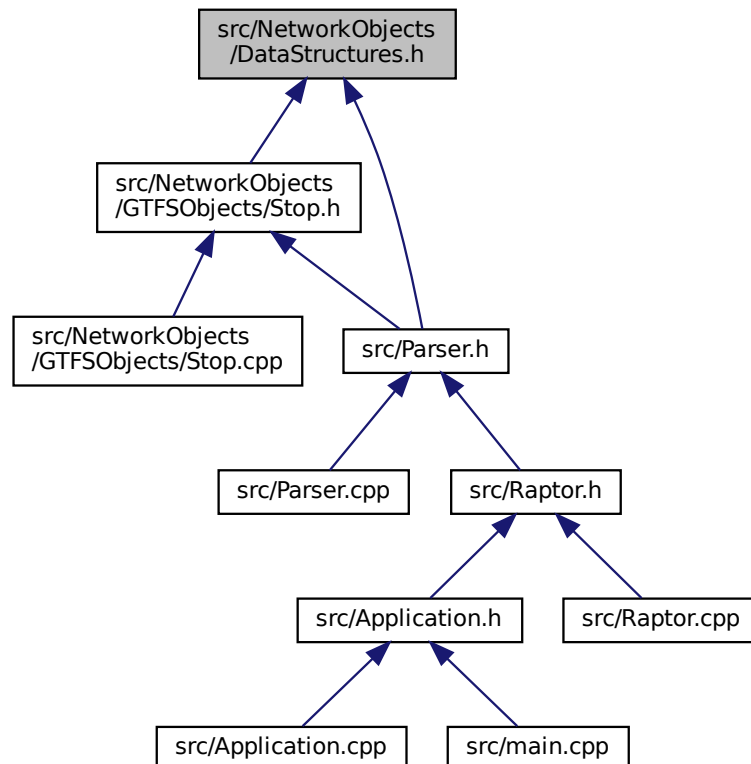 src/NetworkObjects
/DataStructures.h
src/NetworkObjects
/GTFSObjects/Stop.h
src/NetworkObjects
/GTFSObjects/Stop.cpp
src/Parser.h
src/Parser.cpp
src/Raptor.h
src/Application.h
src/Raptor.cpp
src/Application.cpp
src/main.cpp